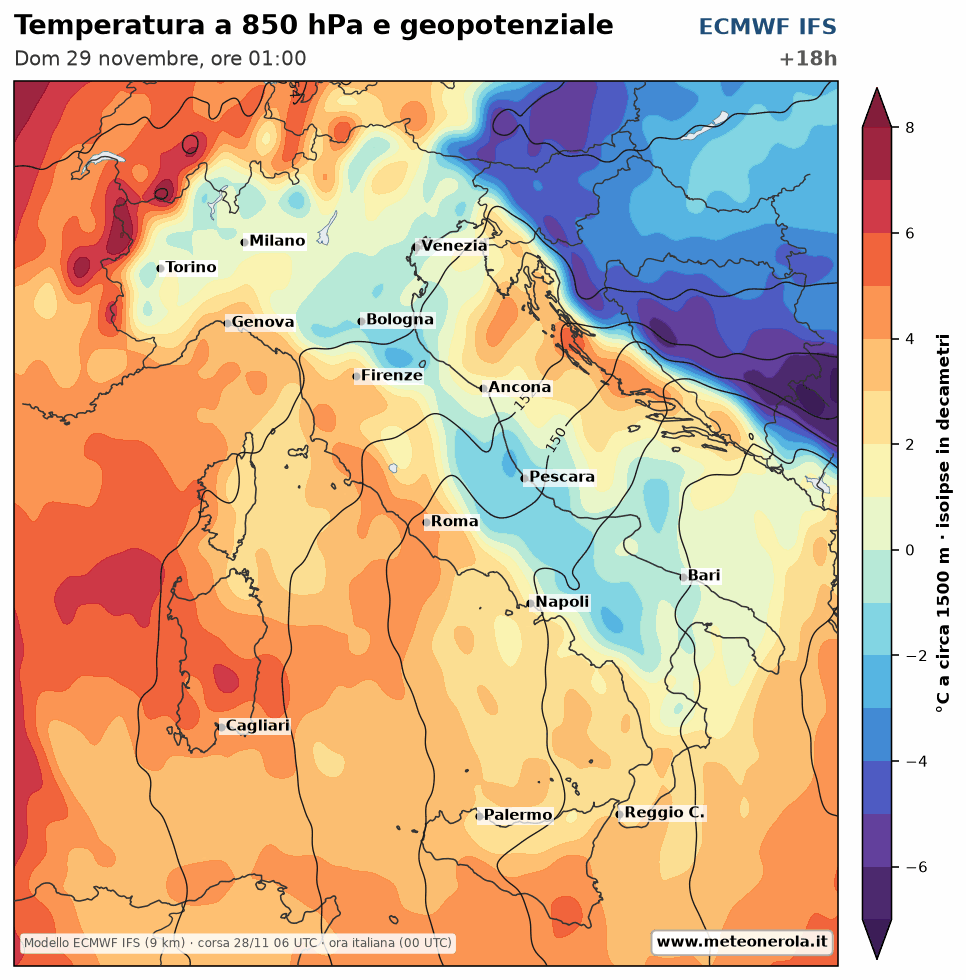 Temperatura a 850 hPa e geopotenziale
ECMWF IFS
Dom 29 novembre, ore 01:00
+18h
Milano
Venezia
Torino
Genova
Bologna
Firenze
Ancona
15
150
Pescara
Roma
Bari
Napoli
Cagliari
Palermo
Reggio C.
8
6
4
2
0
−2
−4
−6
°C a circa 1500 m · isoipse in decametri
Modello ECMWF IFS (9 km) · corsa 28/11 06 UTC · ora italiana (00 UTC)
www.meteonerola.it